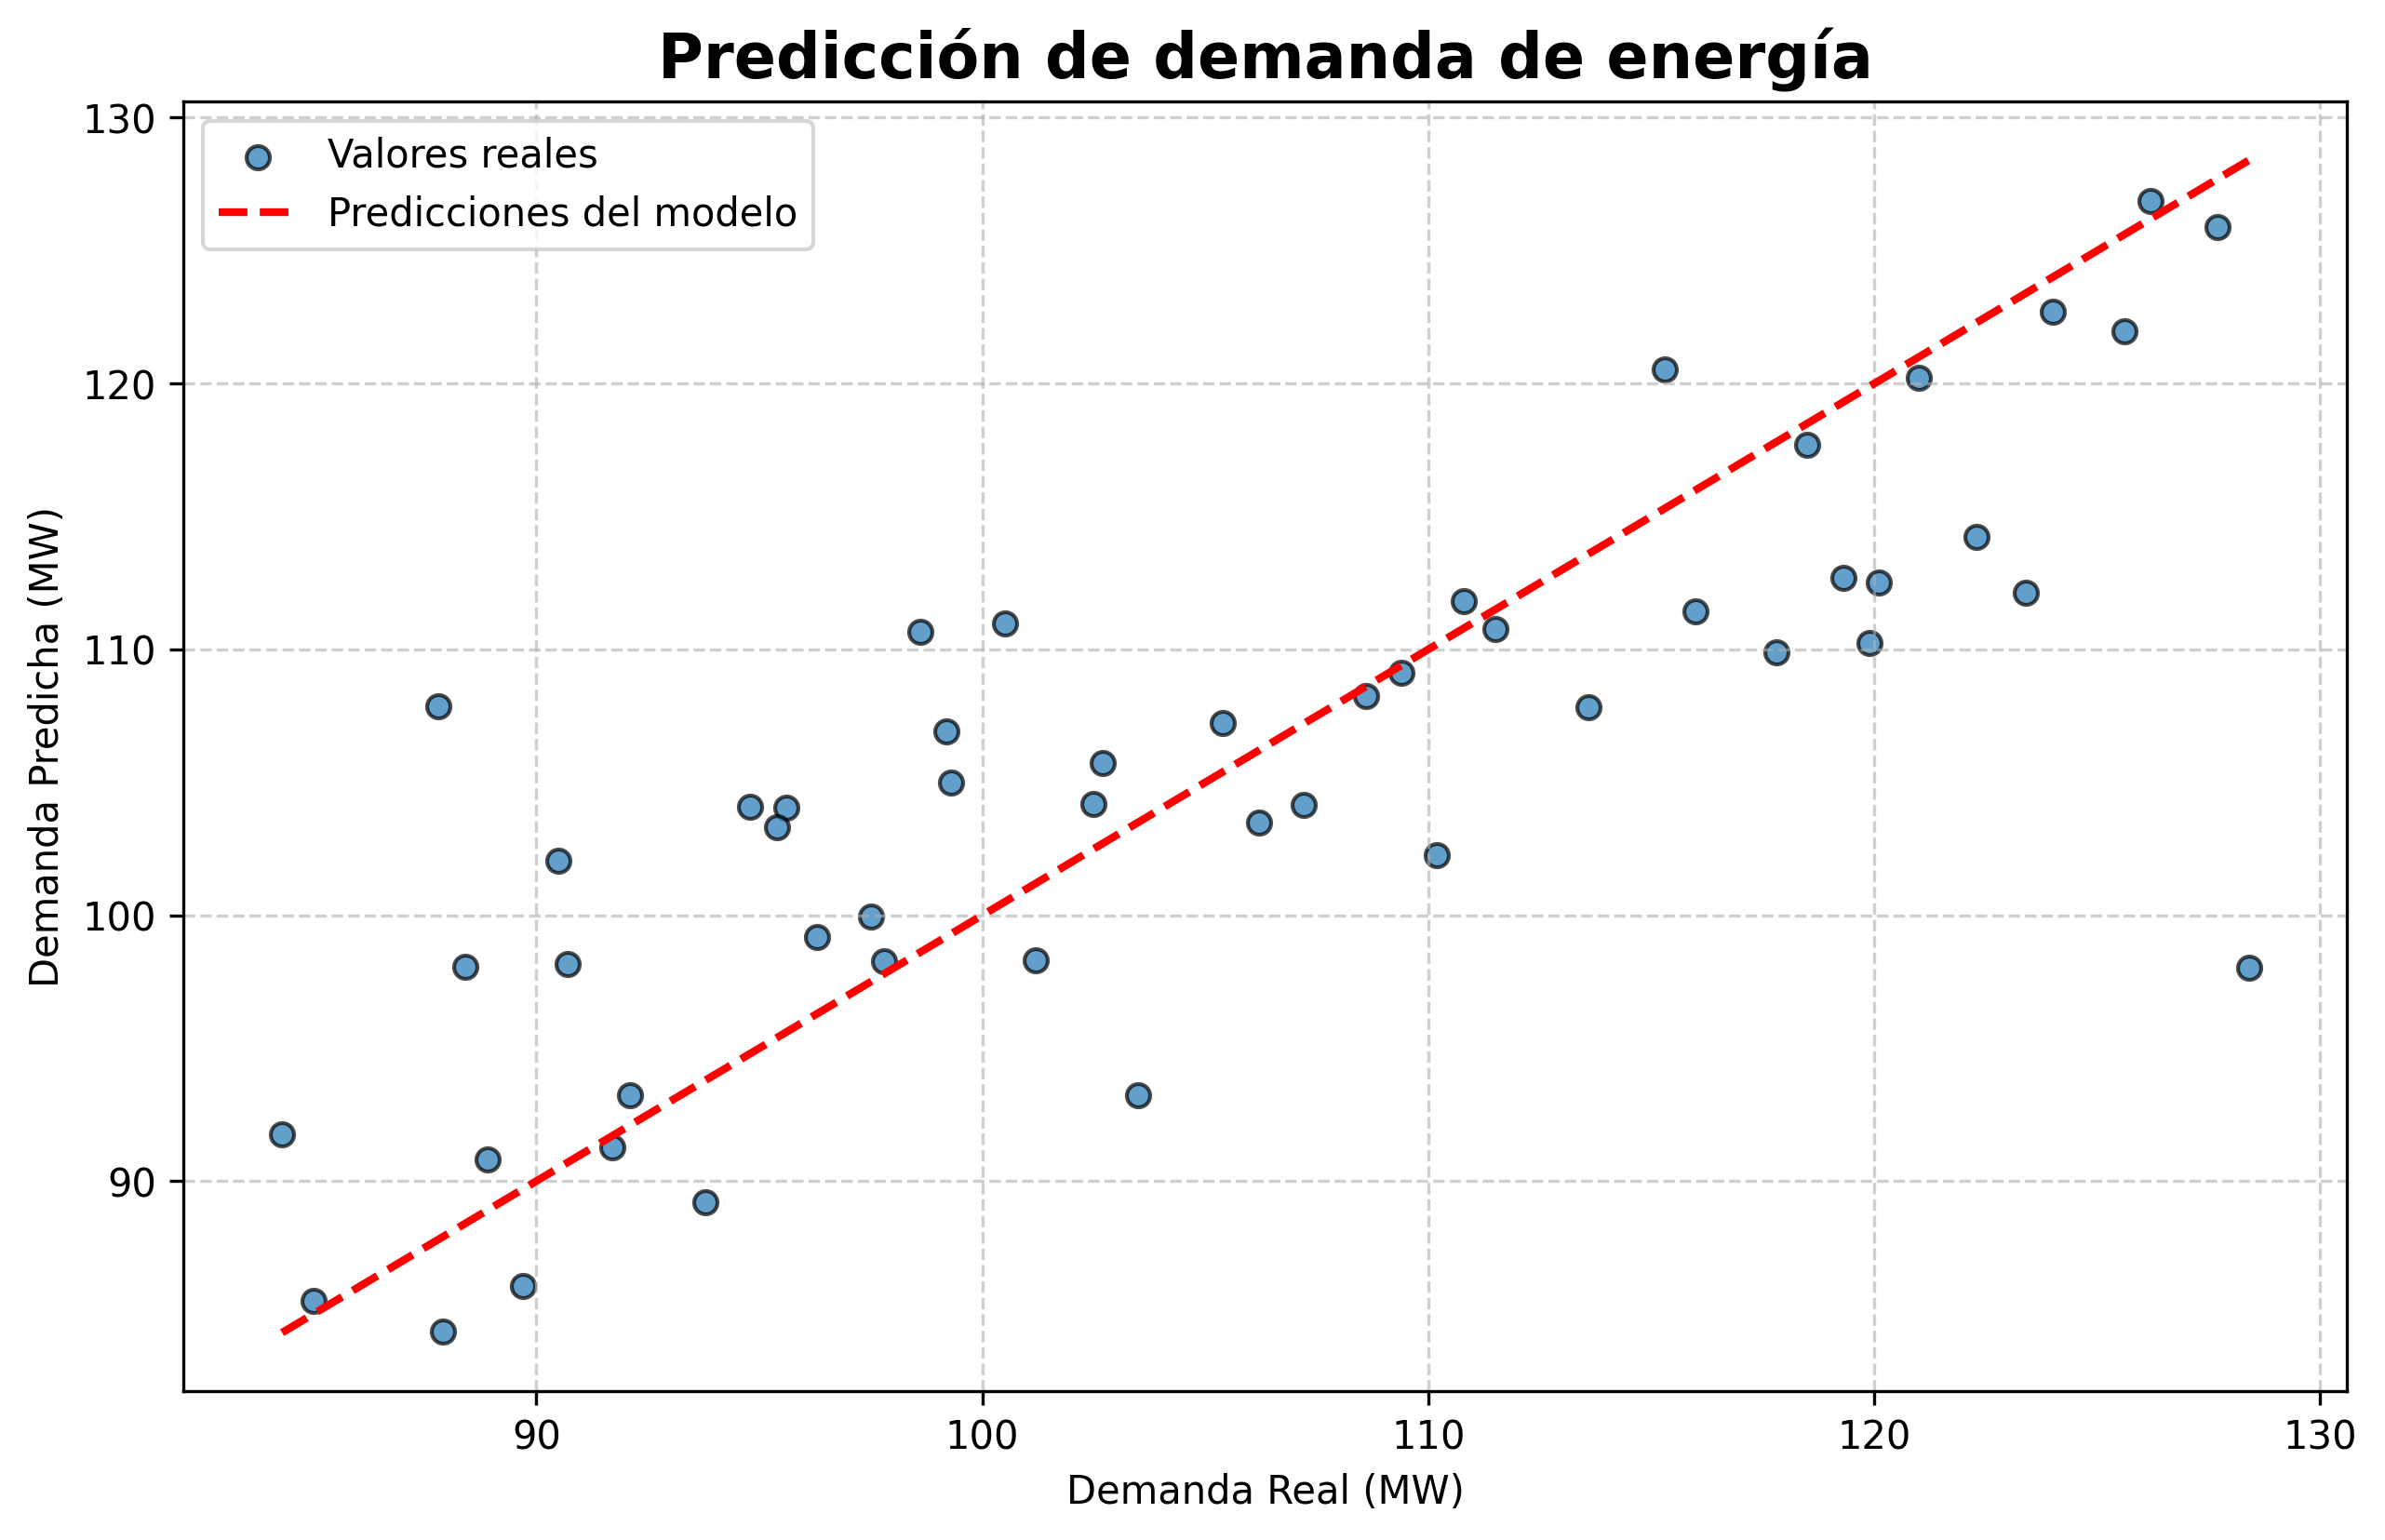 Predicción de demanda de energía
Valores reales
Predicciones del modelo
130
120
110
100
90
Demanda Predicha (MW)
90 100 110 120 130
Demanda Real (MW)